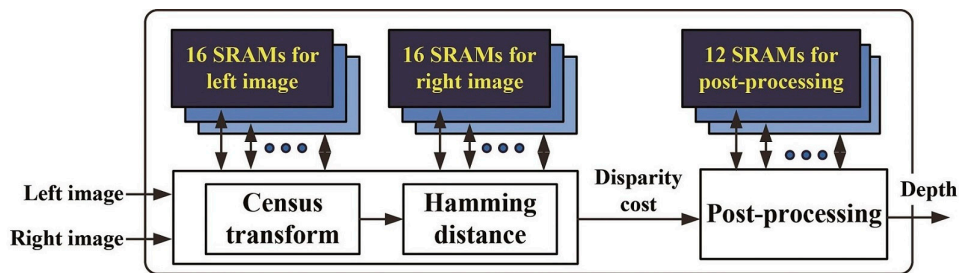 16 SRAMs for
left image
16 SRAMs for
right image
12 SRAMs for
post-processing
Left image
Right image
Census
transform
Hamming
distance
Disparity
cost
Post-processing
Depth